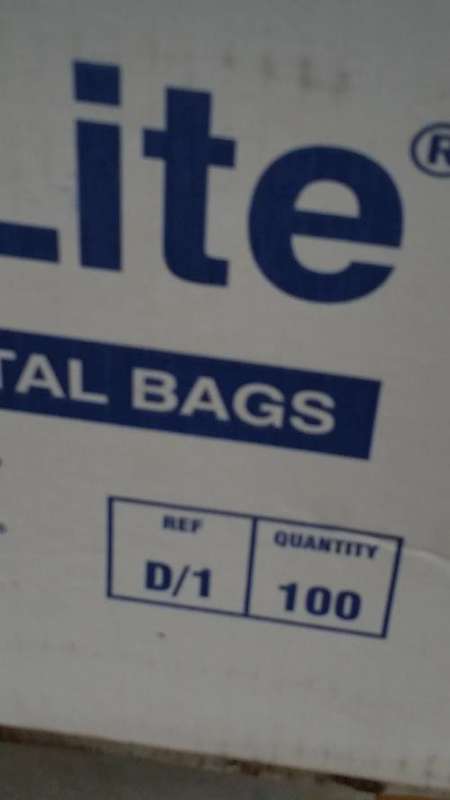 Lite®
TAL BAGS
REF QUANTITY
D/1 100